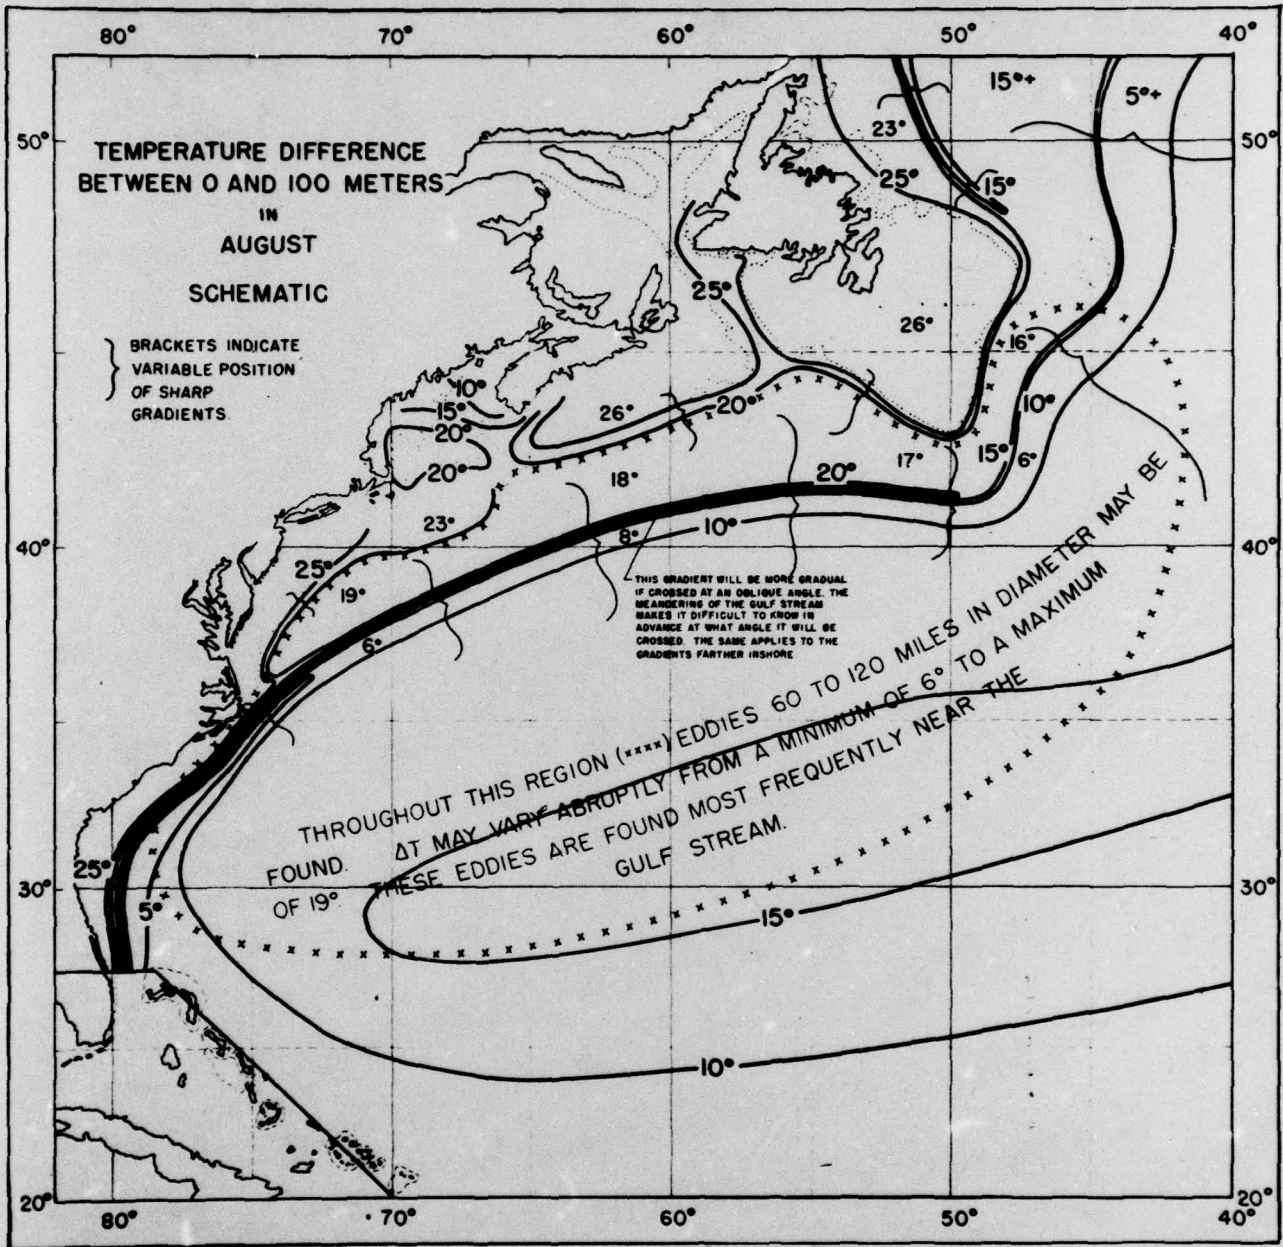 80° 70° 60° 50° 40°
15°+
5°+
23°
50° 50°
TEMPERATURE DIFFERENCE
BETWEEN 0 AND 100 METERS
IN
AUGUST
SCHEMATIC
25°
15°
25°
26°
16°
BRACKETS INDICATE
VARIABLE POSITION
OF SHARP
GRADIENTS
10°
15°
20°
20°
26°
20°
10°
18°
17°
15°
6°
20°
23°
10°
8°
40° 40°
25°
19°
6°
THIS GRADIENT WILL BE MORE GRADUAL
IF CROSSED AT AN OBLIQUE ANGLE. THE
MEANDERING OF THE GULF STREAM
MAKES IT DIFFICULT TO KNOW IN
ADVANCE AT WHAT ANGLE IT WILL BE
CROSSED. THE SAME APPLIES TO THE
GRADIENTS FARTHER INSHORE
THROUGHOUT THIS REGION (xxxx) EDDIES 60 TO 120 MILES IN DIAMETER MAY BE
FOUND. ΔT MAY VARY ABRUPTLY FROM A MINIMUM OF 6° TO A MAXIMUM
OF 19°. THESE EDDIES ARE FOUND MOST FREQUENTLY NEAR THE
GULF STREAM.
25°
30° 30°
5°
15°
10°
20° 20°
80° 70° 60° 50° 40°